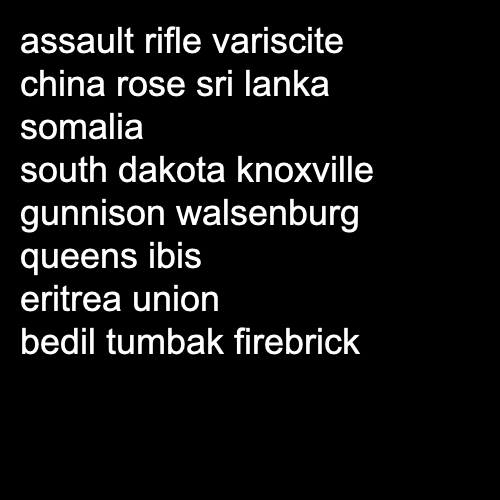 assault rifle variscite
china rose sri lanka
somalia
south dakota knoxville
gunnison walsenburg
queens ibis
eritrea union
bedil tumbak firebrick